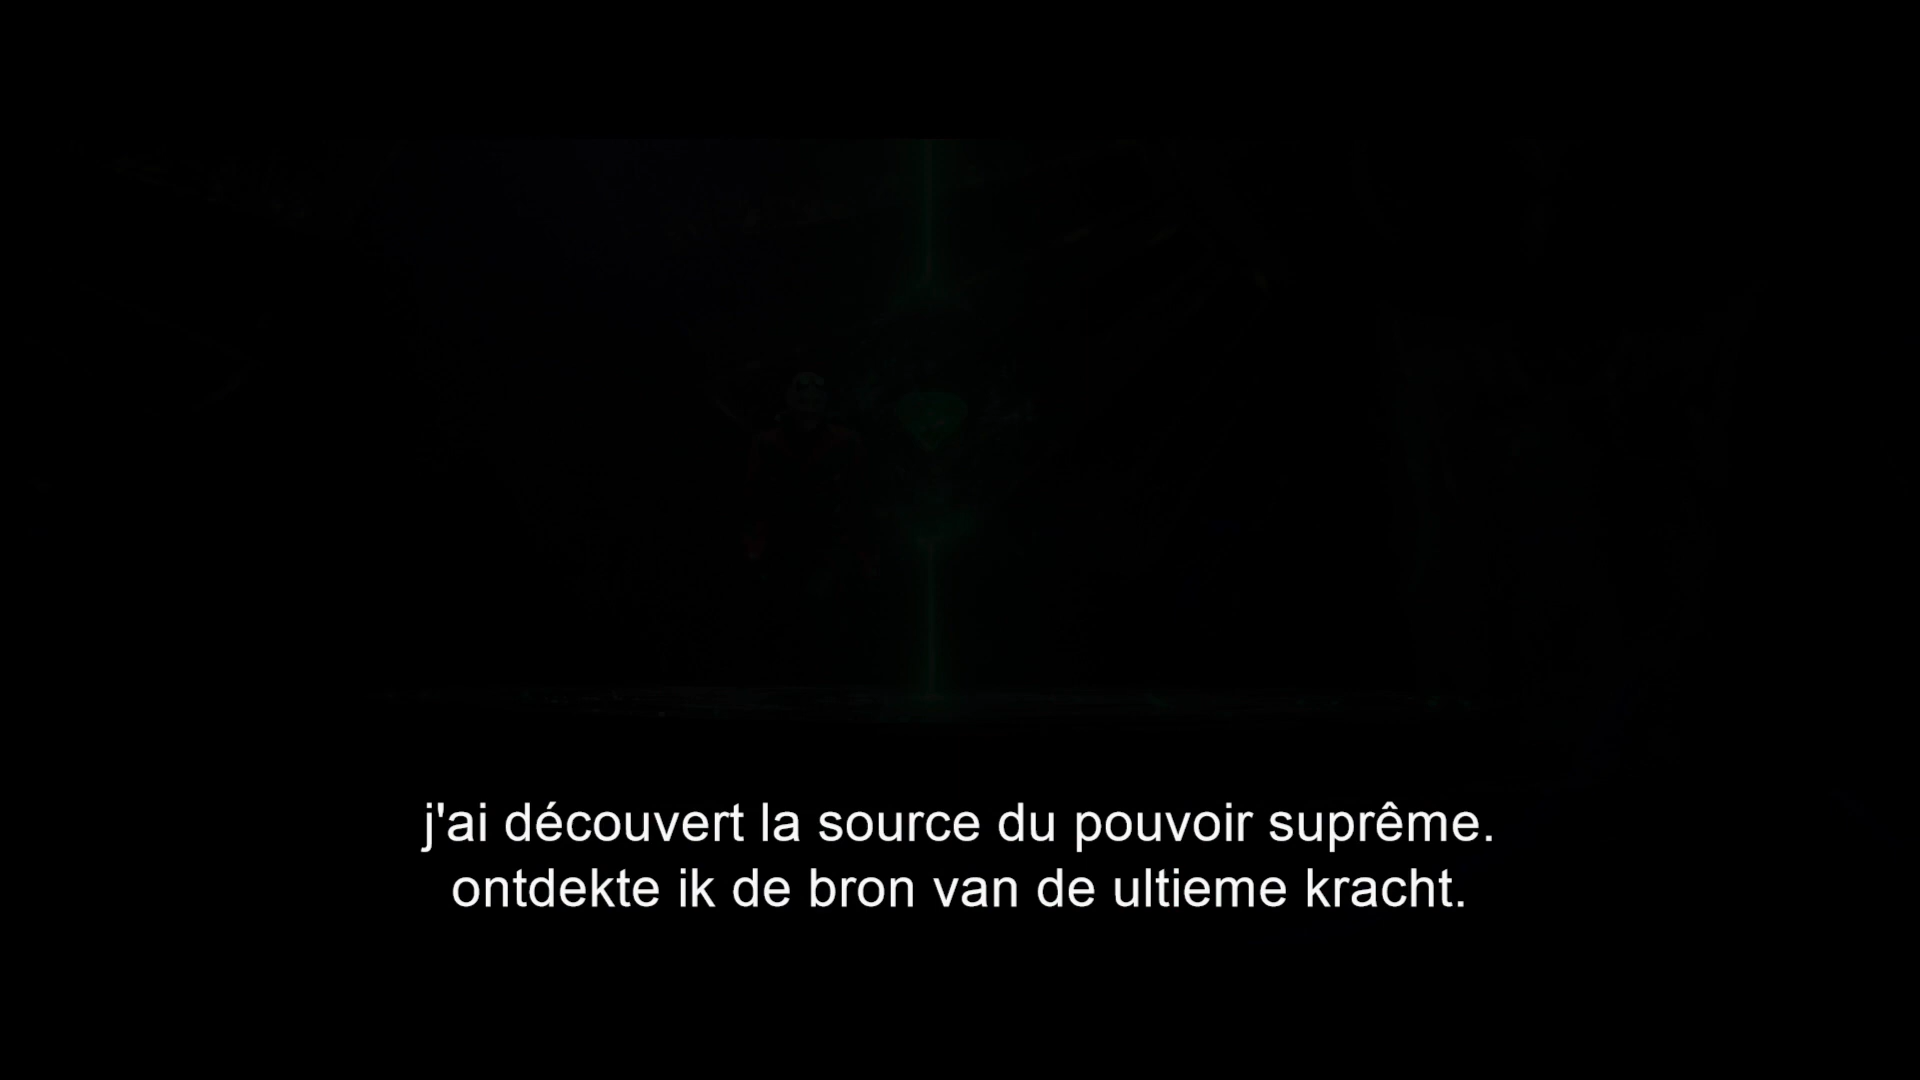 j'ai découvert la source du pouvoir suprême.
ontdekte ik de bron van de ultieme kracht.